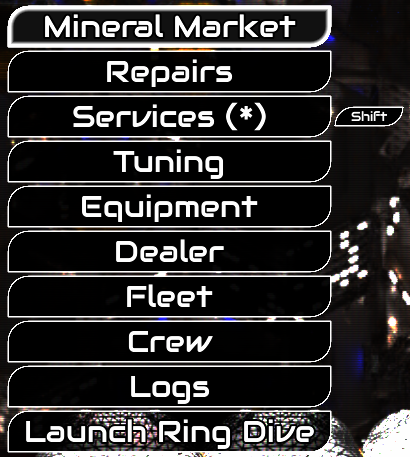 Mineral Market
Repairs
Services (*)
Shift
Tuning
Equipment
Dealer
Fleet
Crew
Logs
Launch Ring Dive